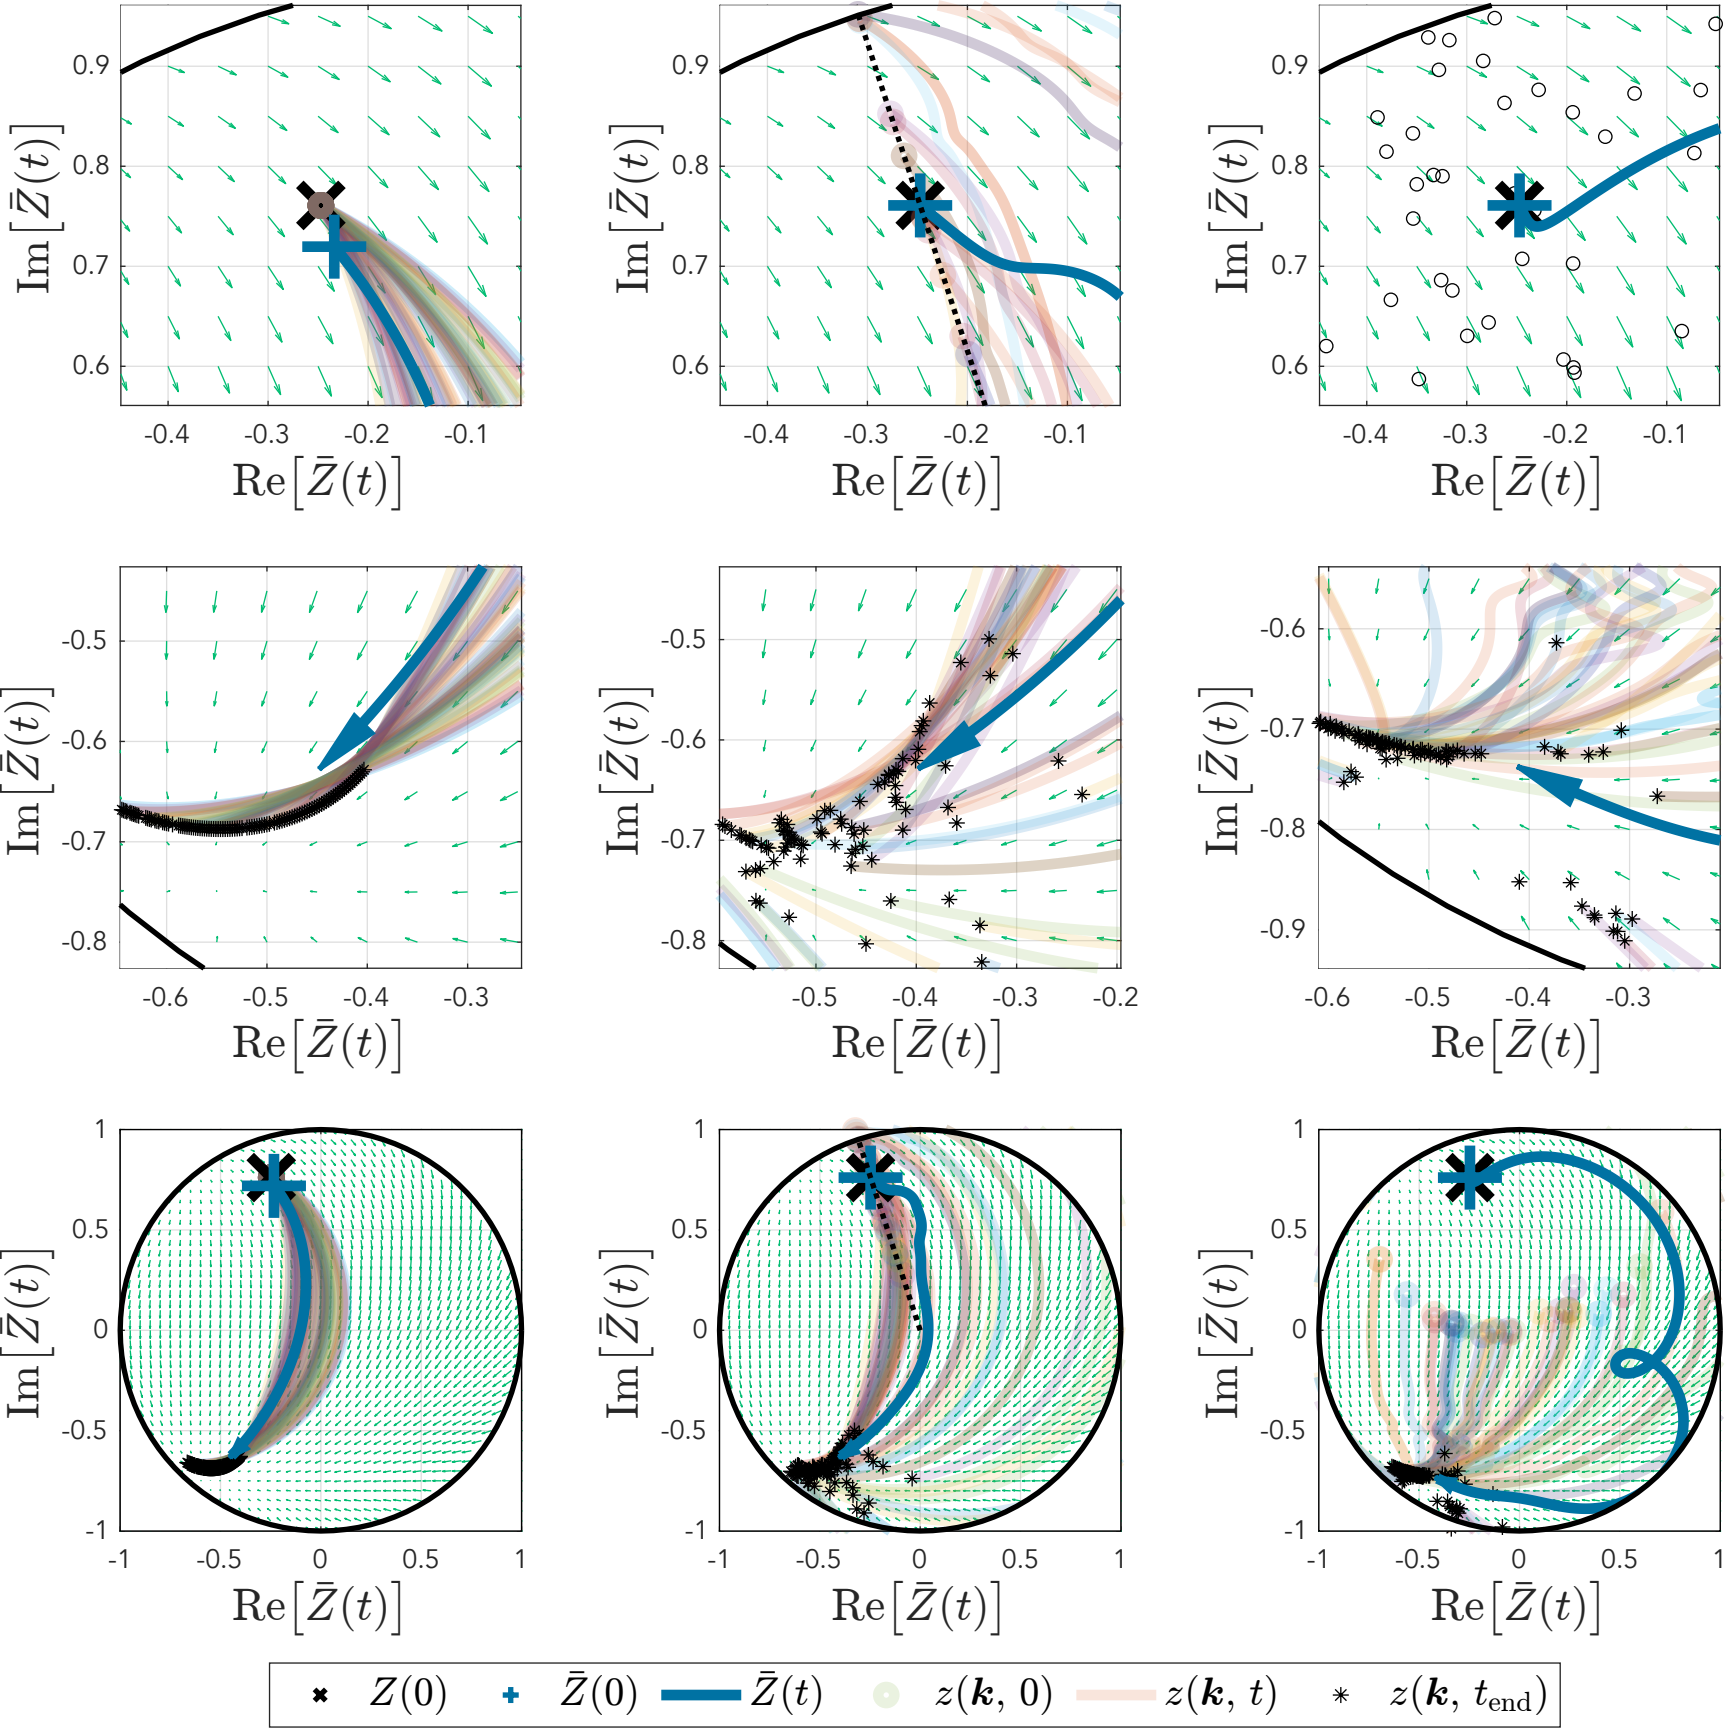 0.9 0.9 0.9
0.8 0.8 0.8
Im[Z̄(t)] Im[Z̄(t)] Im[Z̄(t)]
0.7 0.7 0.7
0.6 0.6 0.6
-0.4 -0.3 -0.2 -0.1 -0.4 -0.3 -0.2 -0.1 -0.4 -0.3 -0.2 -0.1
Re[Z̄(t)] Re[Z̄(t)] Re[Z̄(t)]
-0.5 -0.5 -0.6
-0.6 -0.6 -0.7
Im[Z̄(t)] Im[Z̄(t)] Im[Z̄(t)]
-0.7 -0.7 -0.8
-0.8 -0.8 -0.9
-0.6 -0.5 -0.4 -0.3 -0.5 -0.4 -0.3 -0.2 -0.6 -0.5 -0.4 -0.3
Re[Z̄(t)] Re[Z̄(t)] Re[Z̄(t)]
1 1 1
0.5 0.5 0.5
Im[Z̄(t)] Im[Z̄(t)] Im[Z̄(t)]
0 0 0
-0.5 -0.5 -0.5
-1 -1 -1
-1 -0.5 0 0.5 1 -1 -0.5 0 0.5 1 -1 -0.5 0 0.5 1
Re[Z̄(t)] Re[Z̄(t)] Re[Z̄(t)]
Z(0) Z̄(0) Z̄(t) z(k, 0) z(k, t) z(k, t_end)